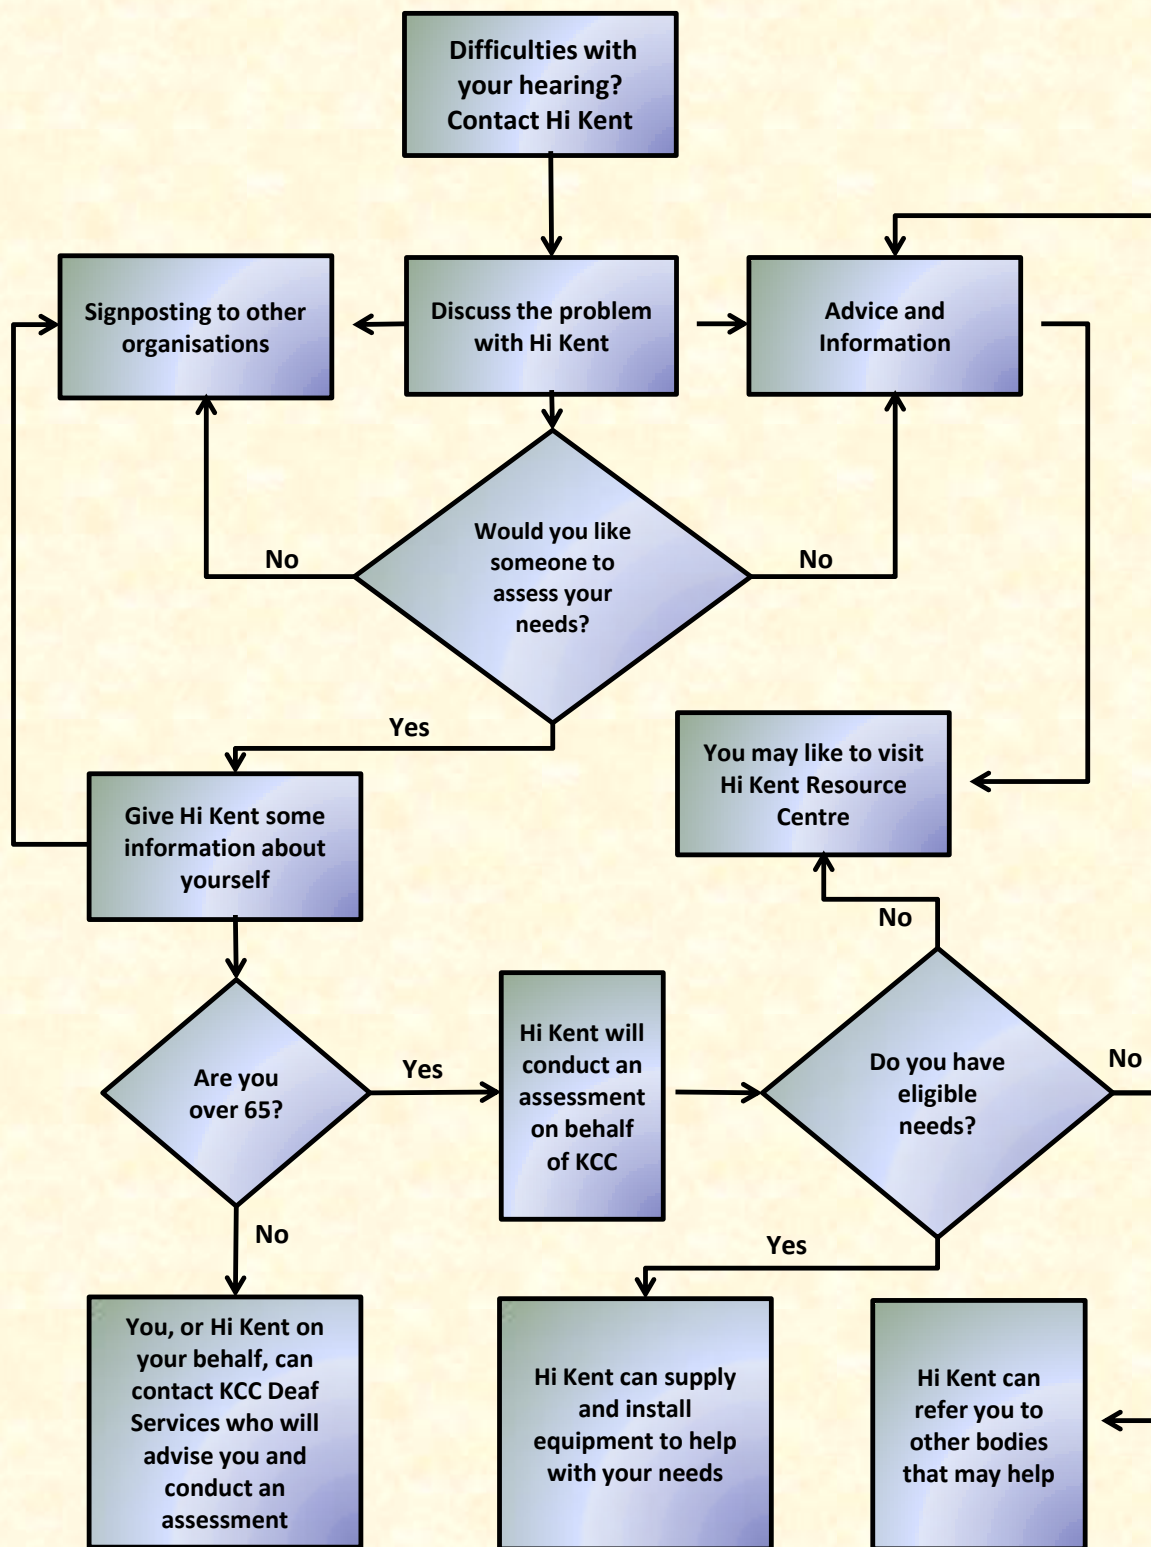 Difficulties with
your hearing?
Contact Hi Kent
Signposting to other
organisations
Discuss the problem
with Hi Kent
Advice and
Information
Would you like
someone to
assess your
needs?
No
No
Yes
Give Hi Kent some
information about
yourself
You may like to visit
Hi Kent Resource
Centre
No
Are you
over 65?
Yes
Hi Kent will
conduct an
assessment
on behalf
of KCC
Do you have
eligible
needs?
No
No
Yes
You, or Hi Kent on
your behalf, can
contact KCC Deaf
Services who will
advise you and
conduct an
assessment
Hi Kent can supply
and install
equipment to help
with your needs
Hi Kent can
refer you to
other bodies
that may help